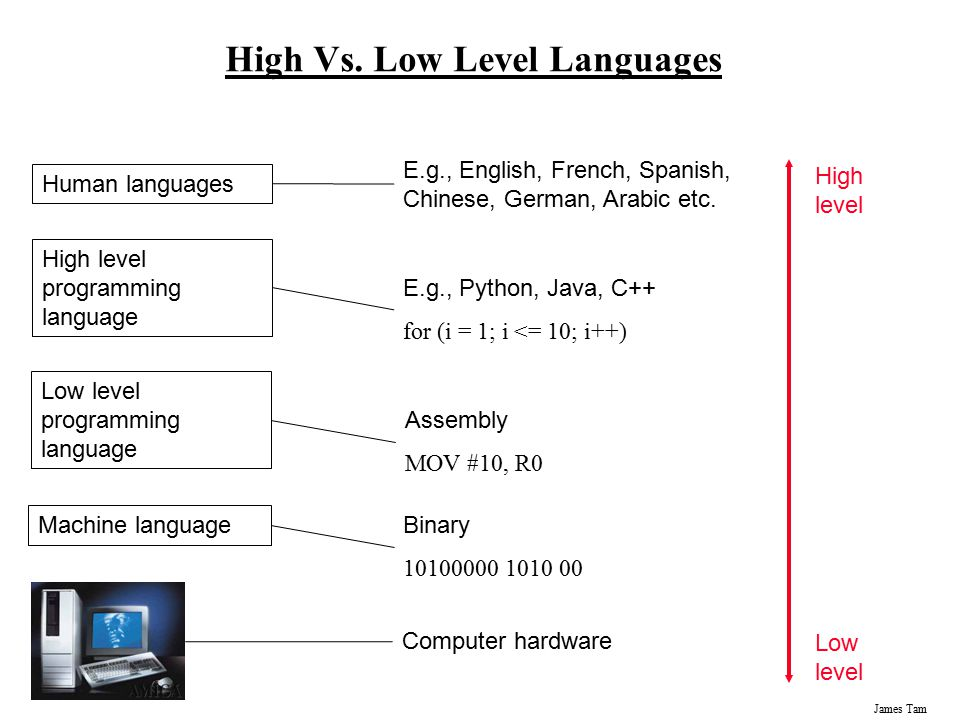 High Vs. Low Level Languages
Human languages
E.g., English, French, Spanish,
Chinese, German, Arabic etc.
High
level
High level
programming
language
E.g., Python, Java, C++
for (i = 1; i <= 10; i++)
Low level
programming
language
Assembly
MOV #10, R0
Machine language
Binary
10100000 1010 00
AMIGA
Computer hardware
Low
level
James Tam